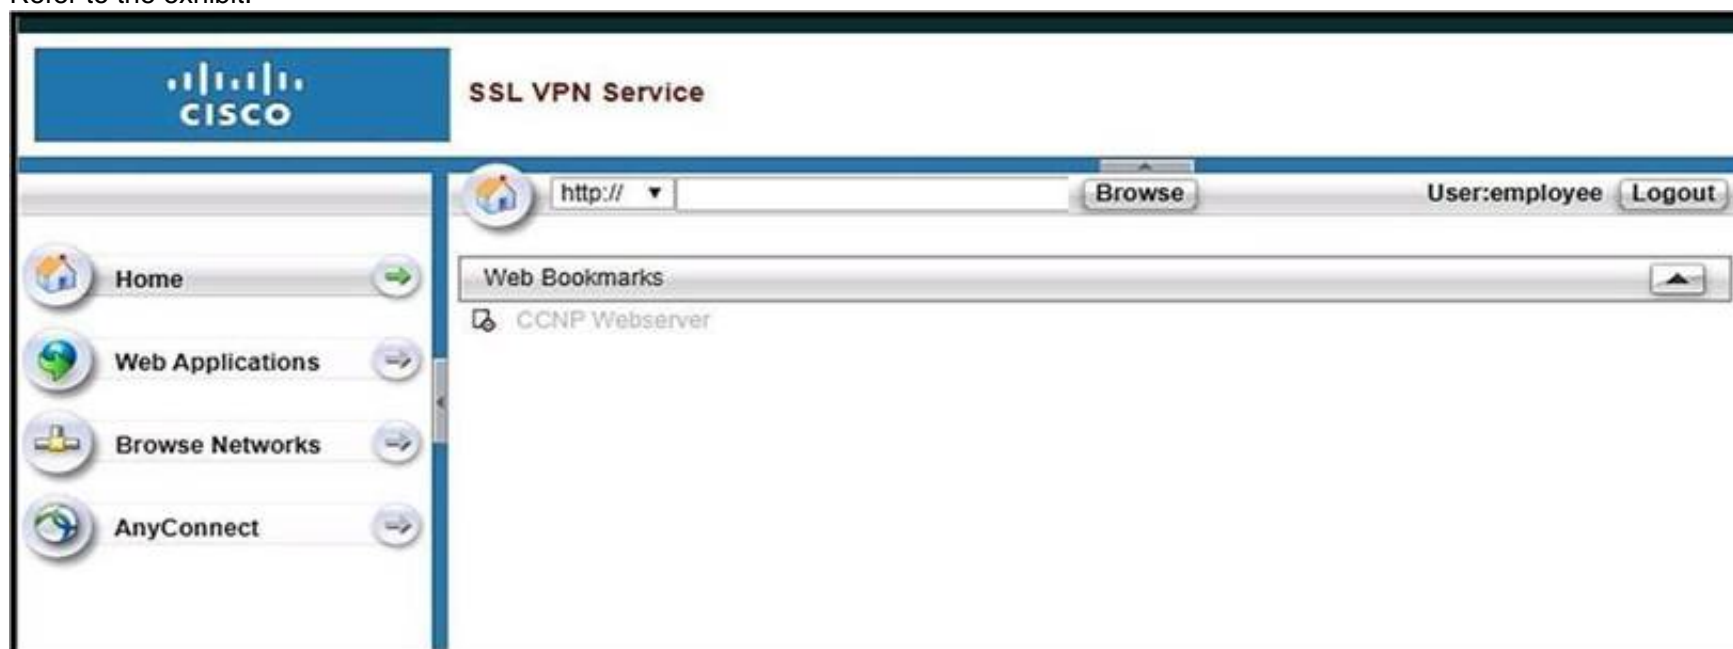 Refer to the exhibit.
CISCO
SSL VPN Service
http://
Browse
User:employee
Logout
Home
Web Applications
Browse Networks
AnyConnect
Web Bookmarks
CCNP Webserver